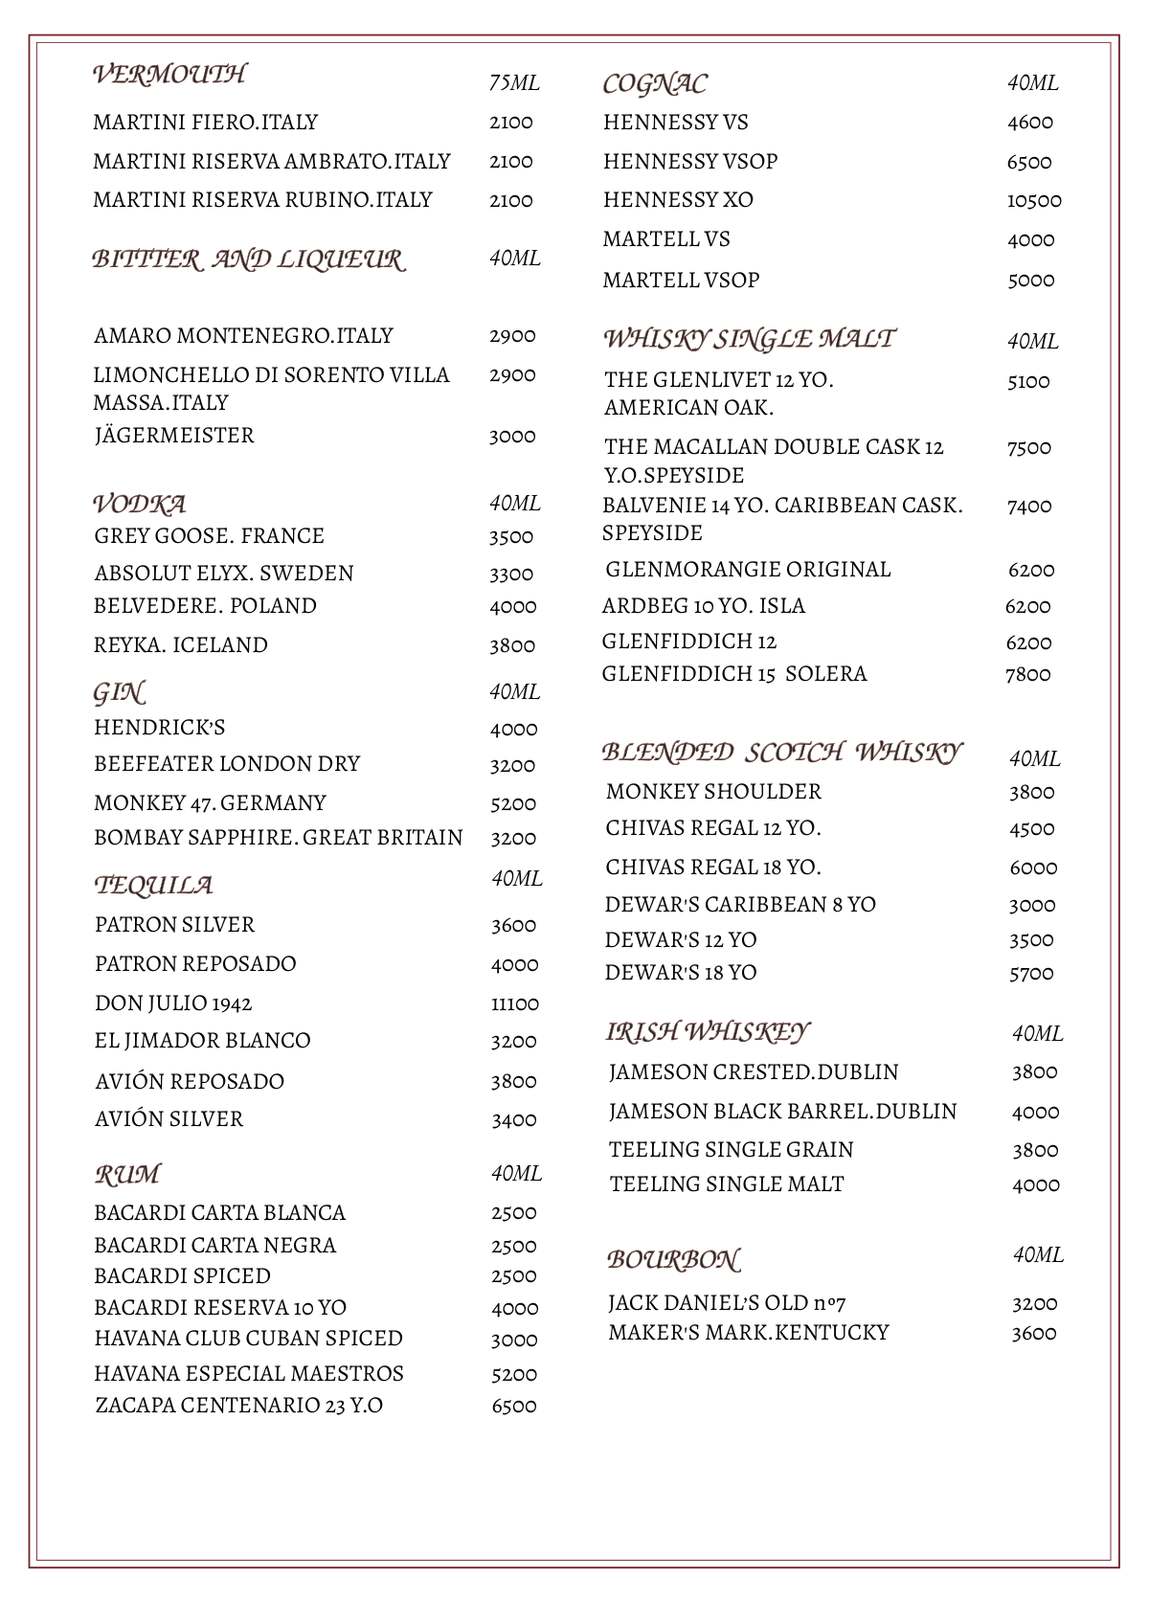 VERMOUTH 75ML
MARTINI FIERO.ITALY 2100
MARTINI RISERVA AMBRATO.ITALY 2100
MARTINI RISERVA RUBINO.ITALY 2100
BITTTER AND LIQUEUR 40ML
AMARO MONTENEGRO.ITALY 2900
LIMONCHELLO DI SORENTO VILLA 2900
MASSA.ITALY
JÄGERMEISTER 3000
VODKA 40ML
GREY GOOSE. FRANCE 3500
ABSOLUT ELYX. SWEDEN 3300
BELVEDERE. POLAND 4000
REYKA. ICELAND 3800
GIN 40ML
HENDRICK’S 4000
BEEFEATER LONDON DRY 3200
MONKEY 47. GERMANY 5200
BOMBAY SAPPHIRE. GREAT BRITAIN 3200
TEQUILA 40ML
PATRON SILVER 3600
PATRON REPOSADO 4000
DON JULIO 1942 11100
EL JIMADOR BLANCO 3200
AVIÓN REPOSADO 3800
AVIÓN SILVER 3400
RUM 40ML
BACARDI CARTA BLANCA 2500
BACARDI CARTA NEGRA 2500
BACARDI SPICED 2500
BACARDI RESERVA 10 YO 4000
HAVANA CLUB CUBAN SPICED 3000
HAVANA ESPECIAL MAESTROS 5200
ZACAPA CENTENARIO 23 Y.O 6500
COGNAC 40ML
HENNESSY VS 4600
HENNESSY VSOP 6500
HENNESSY XO 10500
MARTELL VS 4000
MARTELL VSOP 5000
WHISKY SINGLE MALT 40ML
THE GLENLIVET 12 YO. 5100
AMERICAN OAK.
THE MACALLAN DOUBLE CASK 12 7500
Y.O.SPEYSIDE
BALVENIE 14 YO. CARIBBEAN CASK. 7400
SPEYSIDE
GLENMORANGIE ORIGINAL 6200
ARDBEG 10 YO. ISLA 6200
GLENFIDDICH 12 6200
GLENFIDDICH 15 SOLERA 7800
BLENDED SCOTCH WHISKY 40ML
MONKEY SHOULDER 3800
CHIVAS REGAL 12 YO. 4500
CHIVAS REGAL 18 YO. 6000
DEWAR'S CARIBBEAN 8 YO 3000
DEWAR'S 12 YO 3500
DEWAR'S 18 YO 5700
IRISH WHISKEY 40ML
JAMESON CRESTED.DUBLIN 3800
JAMESON BLACK BARREL.DUBLIN 4000
TEELING SINGLE GRAIN 3800
TEELING SINGLE MALT 4000
BOURBON 40ML
JACK DANIEL’S OLD nº7 3200
MAKER'S MARK.KENTUCKY 3600